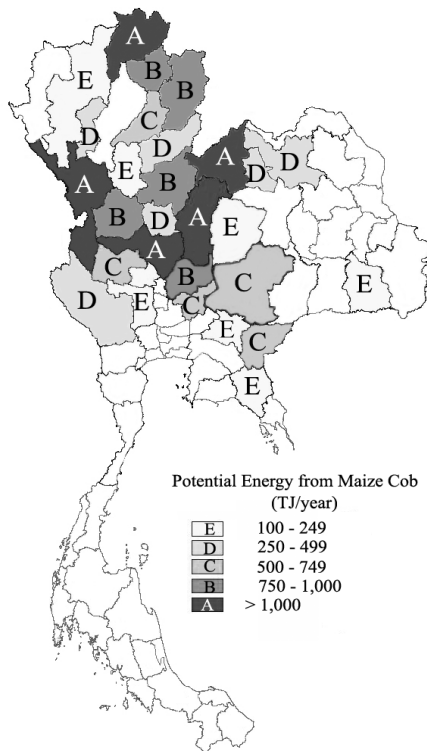 A
B
E
B
C
D
D
A
D
D
E
A
B
B
D
A
E
A
C
B
C
D
E
C
E
E
C
E
Potential Energy from Maize Cob
(TJ/year)
E 100 - 249
D 250 - 499
C 500 - 749
B 750 - 1,000
A > 1,000